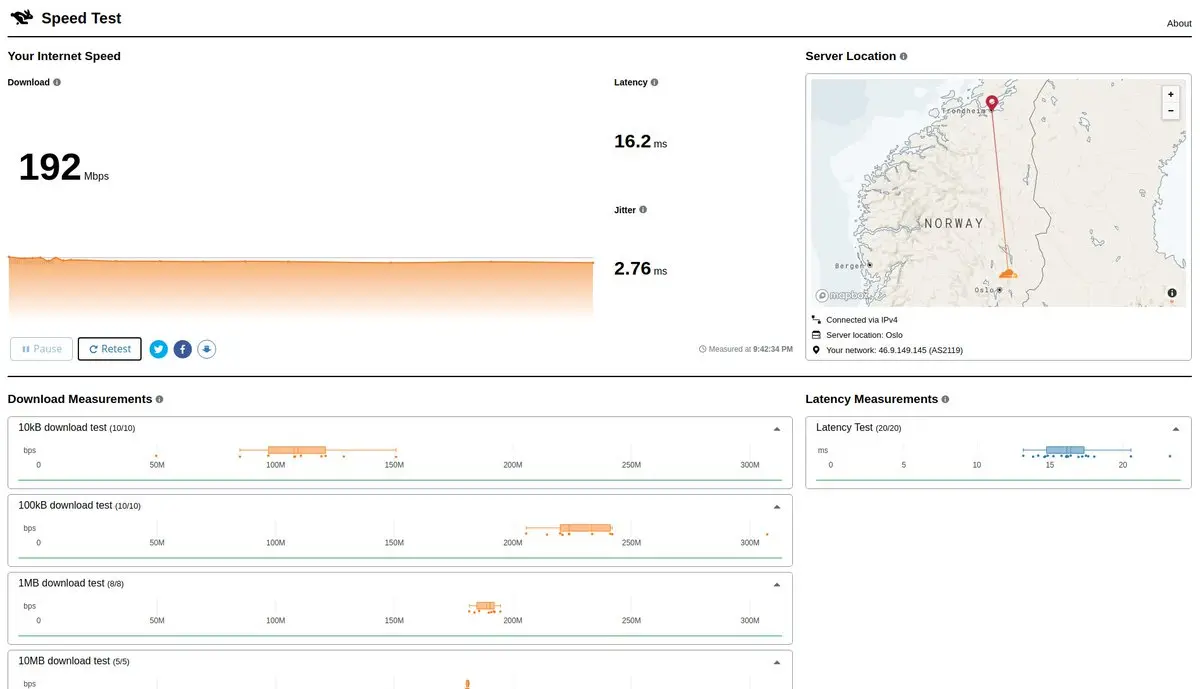 Speed Test
About
Your Internet Speed
Download
192 Mbps
Latency
16.2 ms
Jitter
2.76 ms
Pause
Retest
Measured at 9:42:34 PM
Server Location
+
−
Trondheim
NORWAY
Bergen
Oslo
mapbox
Connected via IPv4
Server location: Oslo
Your network: 46.9.149.145 (AS2119)
Download Measurements
10kB download test (10/10)
bps
0 50M 100M 150M 200M 250M 300M
100kB download test (10/10)
bps
0 50M 100M 150M 200M 250M 300M
1MB download test (8/8)
bps
0 50M 100M 150M 200M 250M 300M
10MB download test (5/5)
bps
Latency Measurements
Latency Test (20/20)
ms
0 5 10 15 20